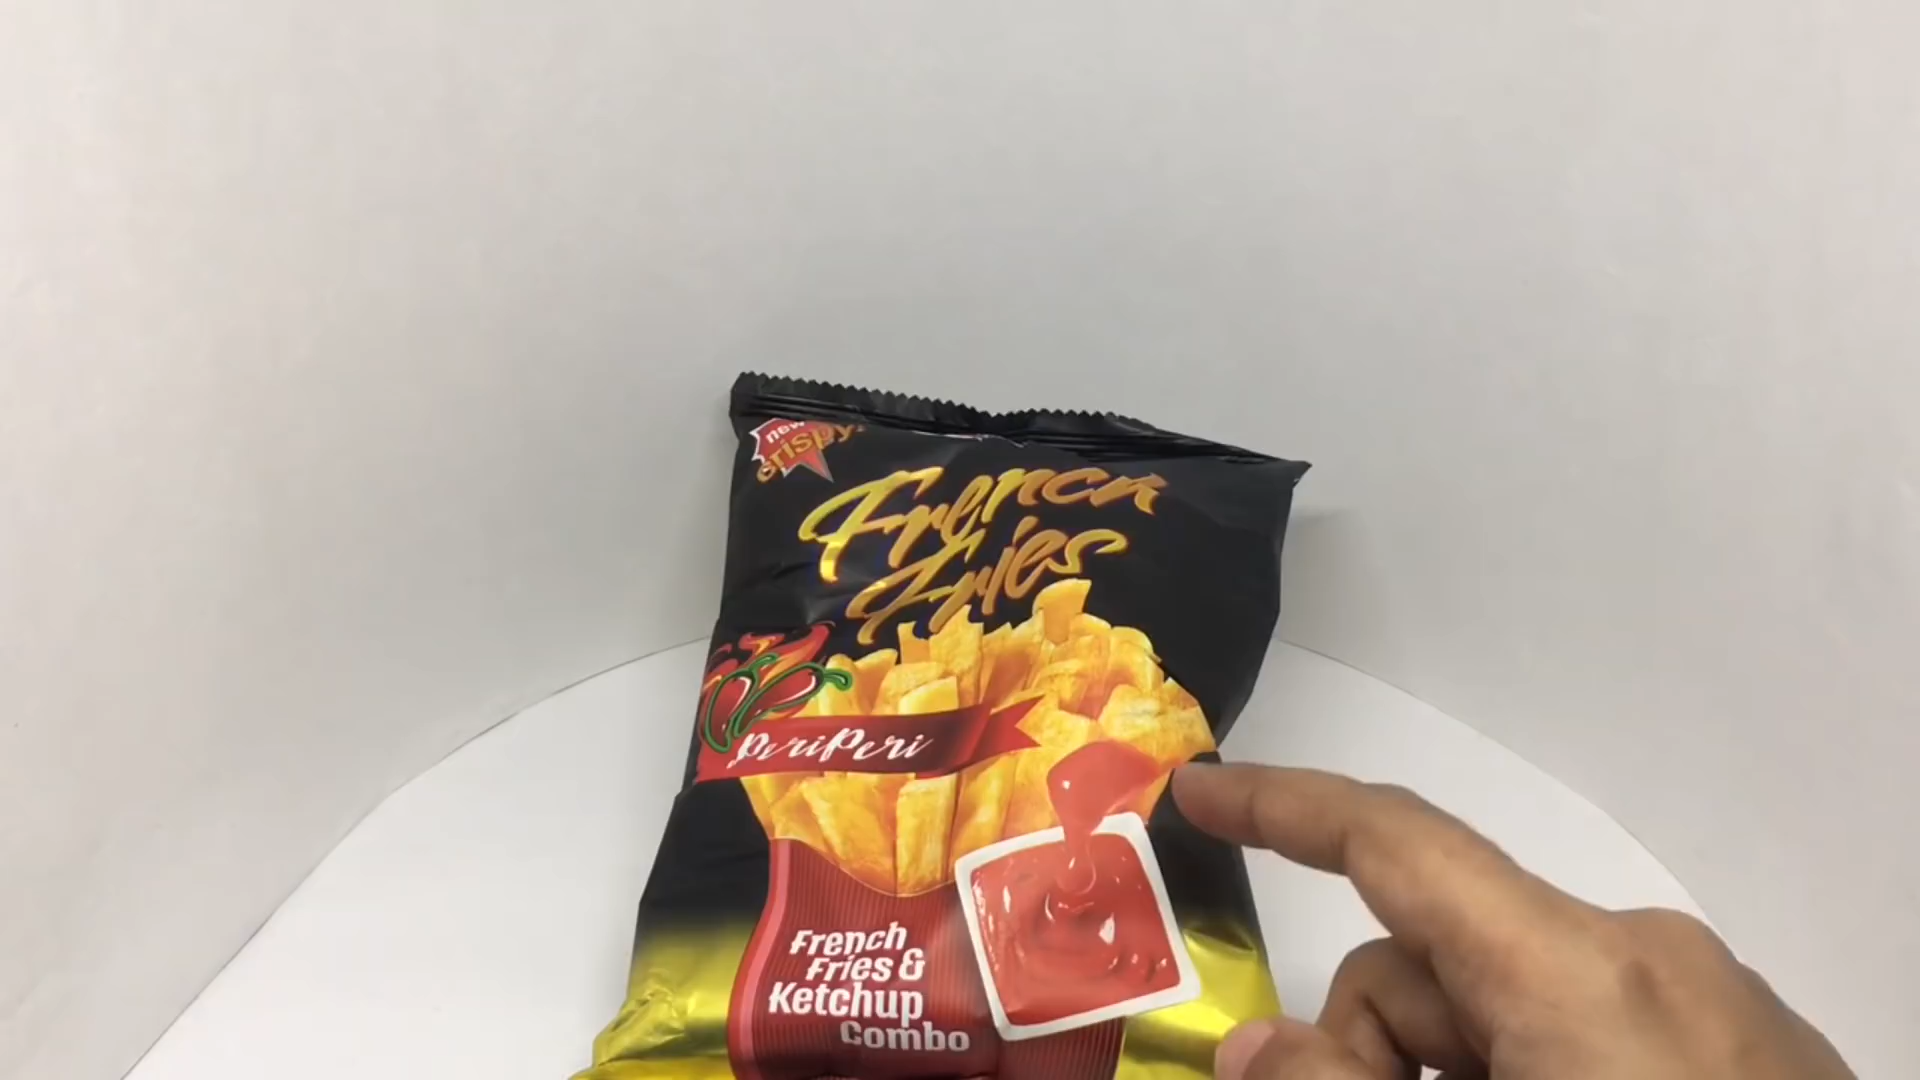 new
crispy!
French
Fries
PeriPeri
French
Fries &
Ketchup
Combo